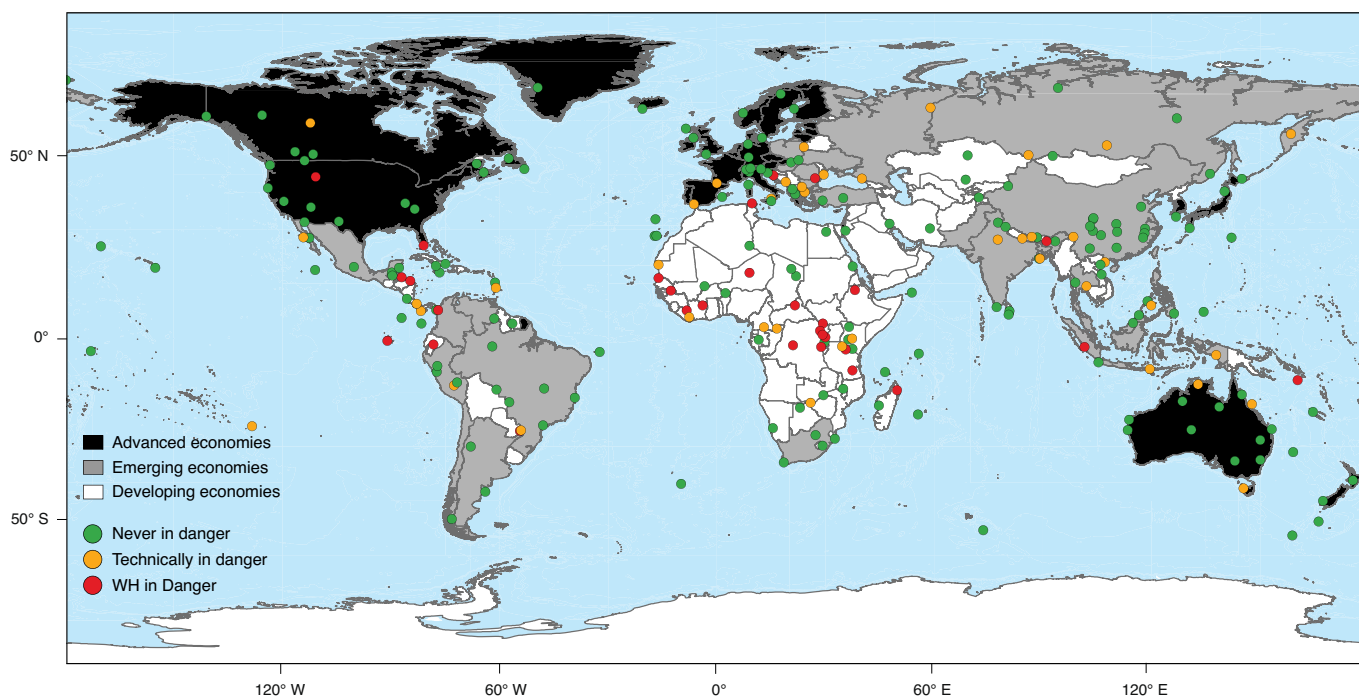 50° N
0°
50° S
Advanced economies
Emerging economies
Developing economies
Never in danger
Technically in danger
WH in Danger
120° W
60° W
0°
60° E
120° E